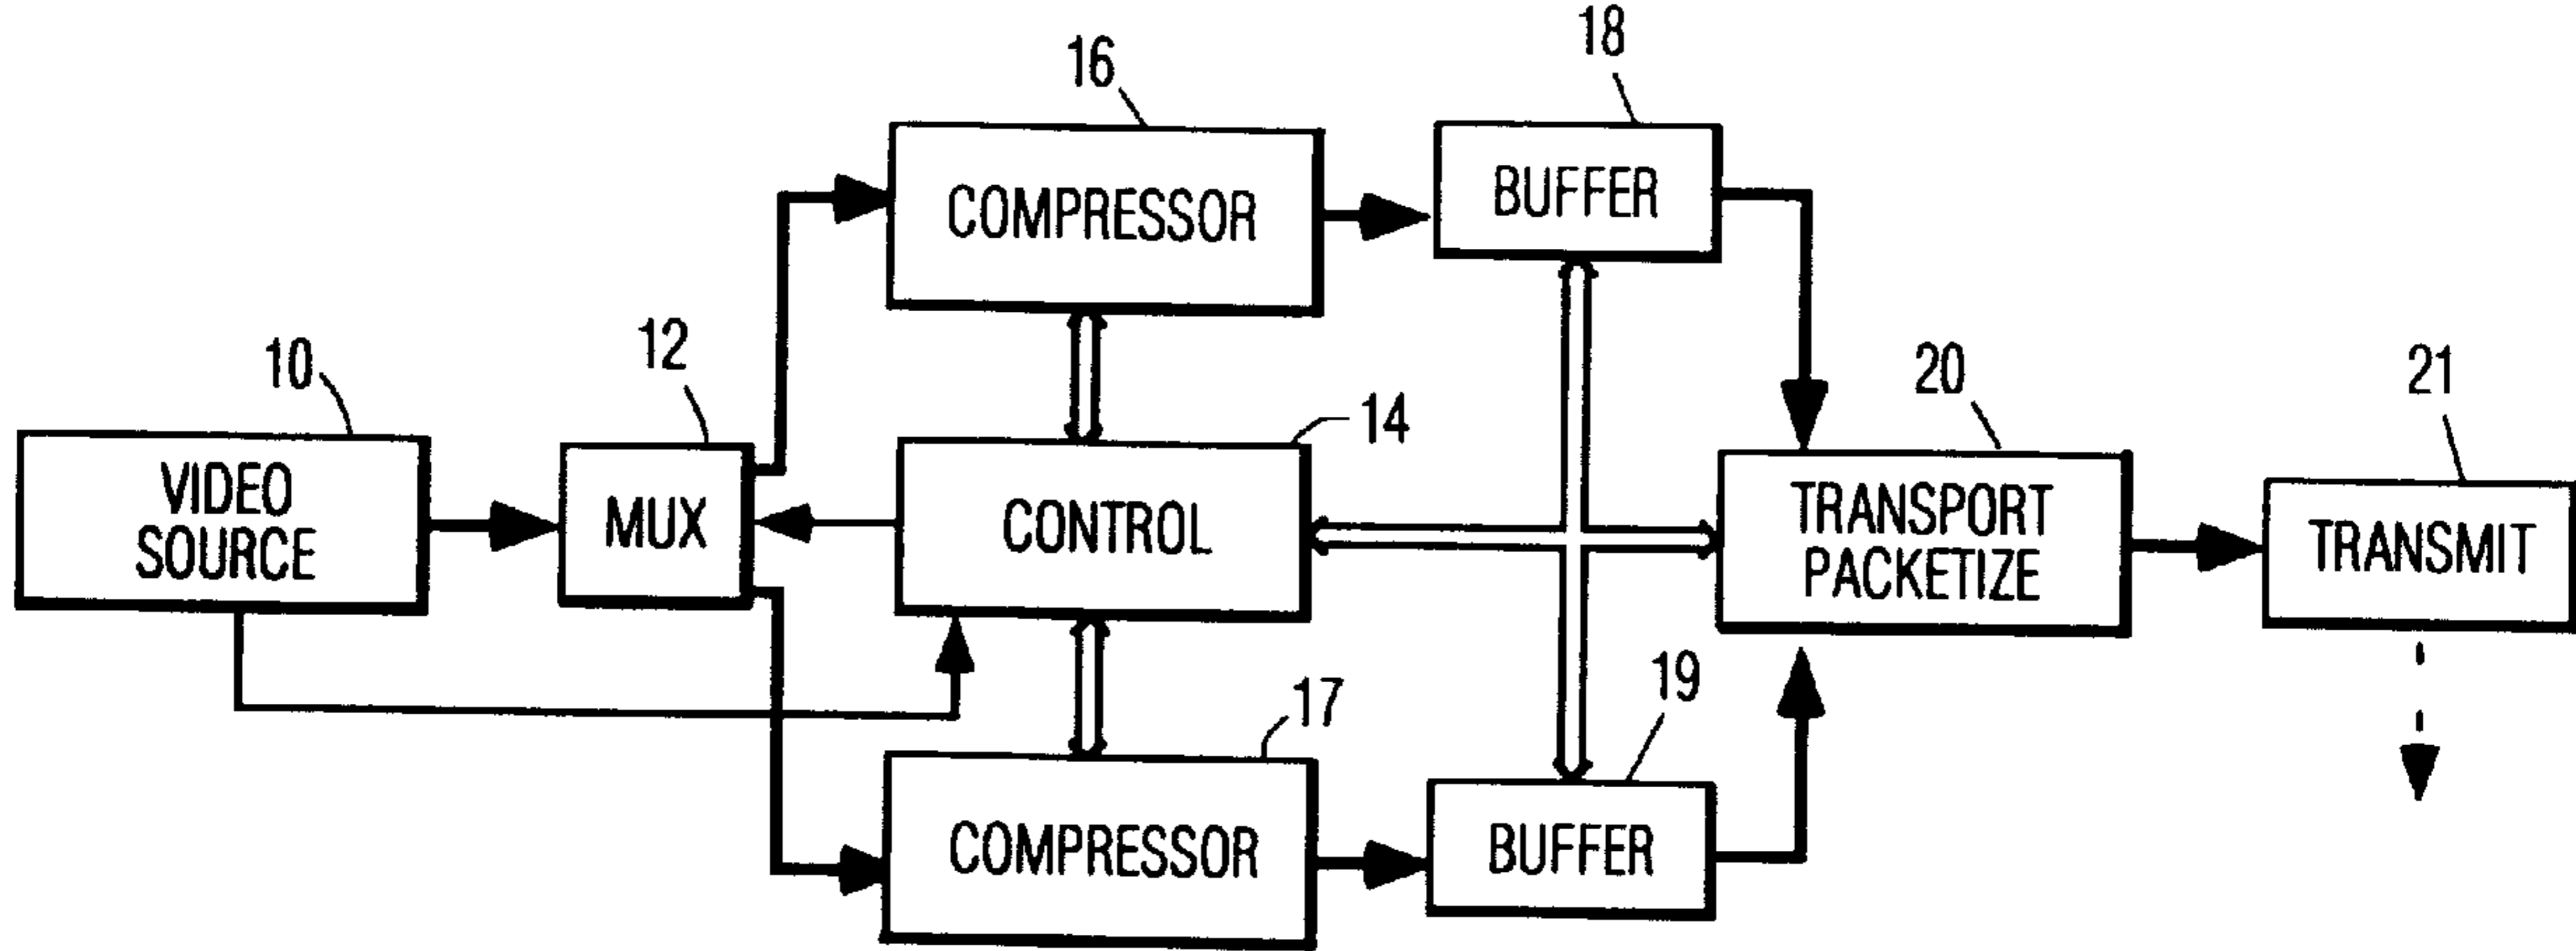 18
16
BUFFER
COMPRESSOR
12
10
20
21
14
VIDEO
SOURCE
MUX
CONTROL
TRANSPORT
PACKETIZE
TRANSMIT
17
19
COMPRESSOR
BUFFER